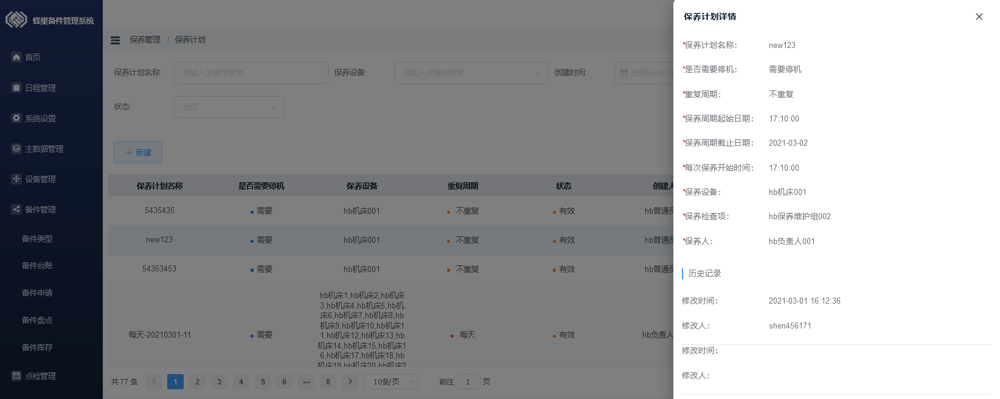 蜂巢备件管理系统
首页
日程管理
系统设置
主数据管理
设备管理
备件管理
备件类型
备件台账
备件申请
备件盘点
备件库存
点检管理
保养管理 / 保养计划
保养计划名称: 请输入关键字搜索 保养设备: 请输入关键字搜索 创建时间: 选择开始日期
状态: 全部
+ 新建
保养计划名称 是否需要停机 保养设备 重复周期 状态 创建人
5435435 需要 hb机床001 不重复 有效 hb普通员
new123 需要 hb机床001 不重复 有效 hb普通员
54353453 需要 hb机床001 不重复 有效 hb普通员
每天-20210301-11 需要 每天 有效 hb负责人
hb机床1,hb机床2,hb机床
3,hb机床4,hb机床5,hb机
床6,hb机床7,hb机床8,hb
机床9,hb机床10,hb机床1
1,hb机床12,hb机床13,hb
机床14,hb机床15,hb机床1
6,hb机床17,hb机床18,hb
机床19,hb机床20,hb机床2
共77 条 1 2 3 4 5 6 ••• 8 10条/页 前往 1 页
保养计划详情
*保养计划名称: new123
*是否需要停机: 需要停机
*重复周期: 不重复
*保养周期起始日期: 17:10:00
*保养周期截止日期: 2021-03-02
*每次保养开始时间: 17:10:00
*保养设备: hb机床001
*保养检查项: hb保养维护组002
*保养人: hb负责人001
历史记录
修改时间: 2021-03-01 16:12:36
修改人: shen456171
修改时间:
修改人: